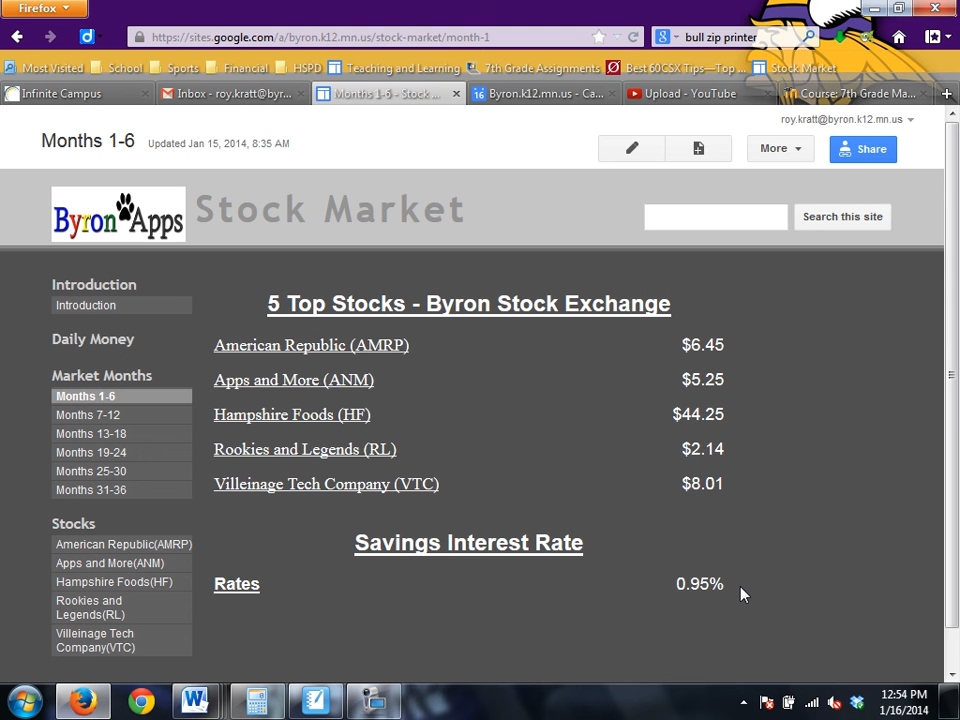 Firefox
https://sites.google.com/a/byron.k12.mn.us/stock-market/month-1
bull zip printer
Most Visited School Sports Financial HSPD Teaching and Learning 7th Grade Assignments Best 60CSX Tips—Top ... Stock Market
Infinite Campus Inbox - roy.kratt@byr... Months 1-6 - Stock ... Byron.k12.mn.us - Ca... Upload - YouTube Course: 7th Grade Ma...
roy.kratt@byron.k12.mn.us
Months 1-6 Updated Jan 15, 2014, 8:35 AM
More Share
Byron Apps Stock Market
Search this site
Introduction
Introduction
Daily Money
Market Months
Months 1-6
Months 7-12
Months 13-18
Months 19-24
Months 25-30
Months 31-36
Stocks
American Republic(AMRP)
Apps and More(ANM)
Hampshire Foods(HF)
Rookies and
Legends(RL)
Villeinage Tech
Company(VTC)
5 Top Stocks - Byron Stock Exchange
American Republic (AMRP) $6.45
Apps and More (ANM) $5.25
Hampshire Foods (HF) $44.25
Rookies and Legends (RL) $2.14
Villeinage Tech Company (VTC) $8.01
Savings Interest Rate
Rates 0.95%
12:54 PM
1/16/2014